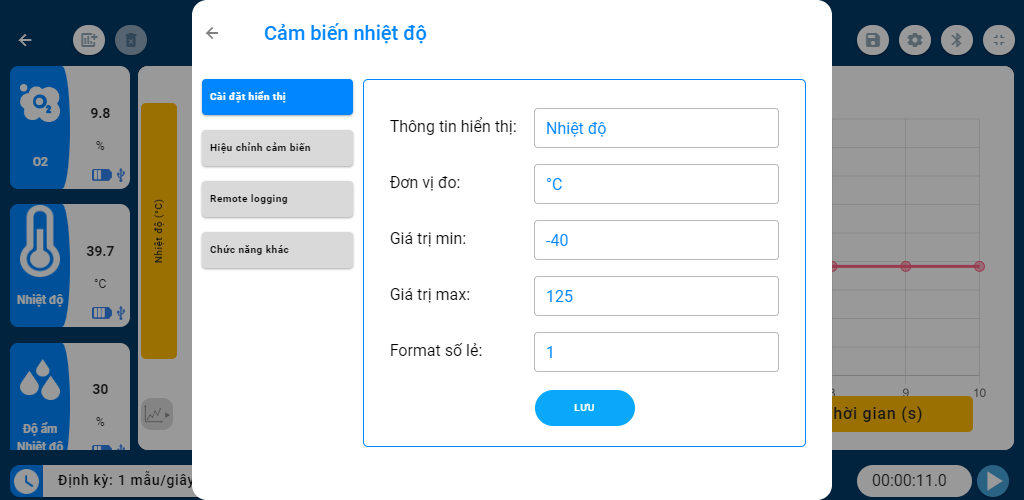 Cảm biến nhiệt độ
Cài đặt hiển thị
Hiệu chỉnh cảm biến
Remote logging
Chức năng khác
Thông tin hiển thị:
Nhiệt độ
Đơn vị đo:
°C
Giá trị min:
-40
Giá trị max:
125
Format số lẻ:
1
LƯU
9.8
%
O2
O2
39.7
°C
Nhiệt độ
30
%
Độ ẩm
Nhiệt độ
Nhiệt độ (°C)
9
10
hời gian (s)
Định kỳ: 1 mẫu/giây
00:00:11.0